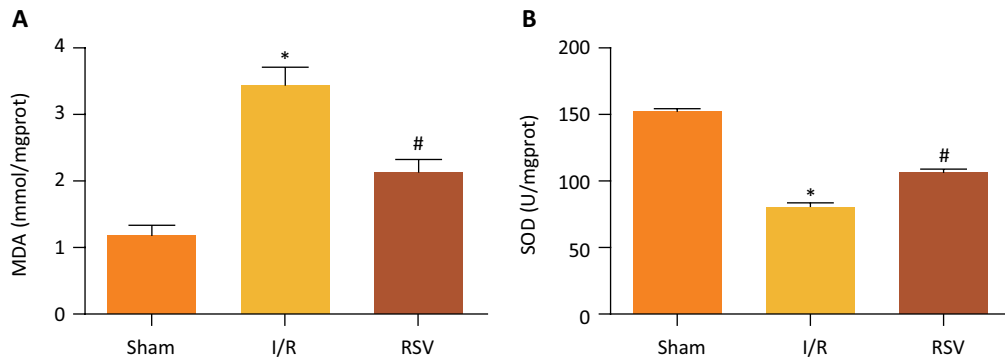 A
MDA (mmol/mgprot)
4
3
2
1
0
*
#
Sham I/R RSV
B
SOD (U/mgprot)
200
150
100
50
0
*
#
Sham I/R RSV